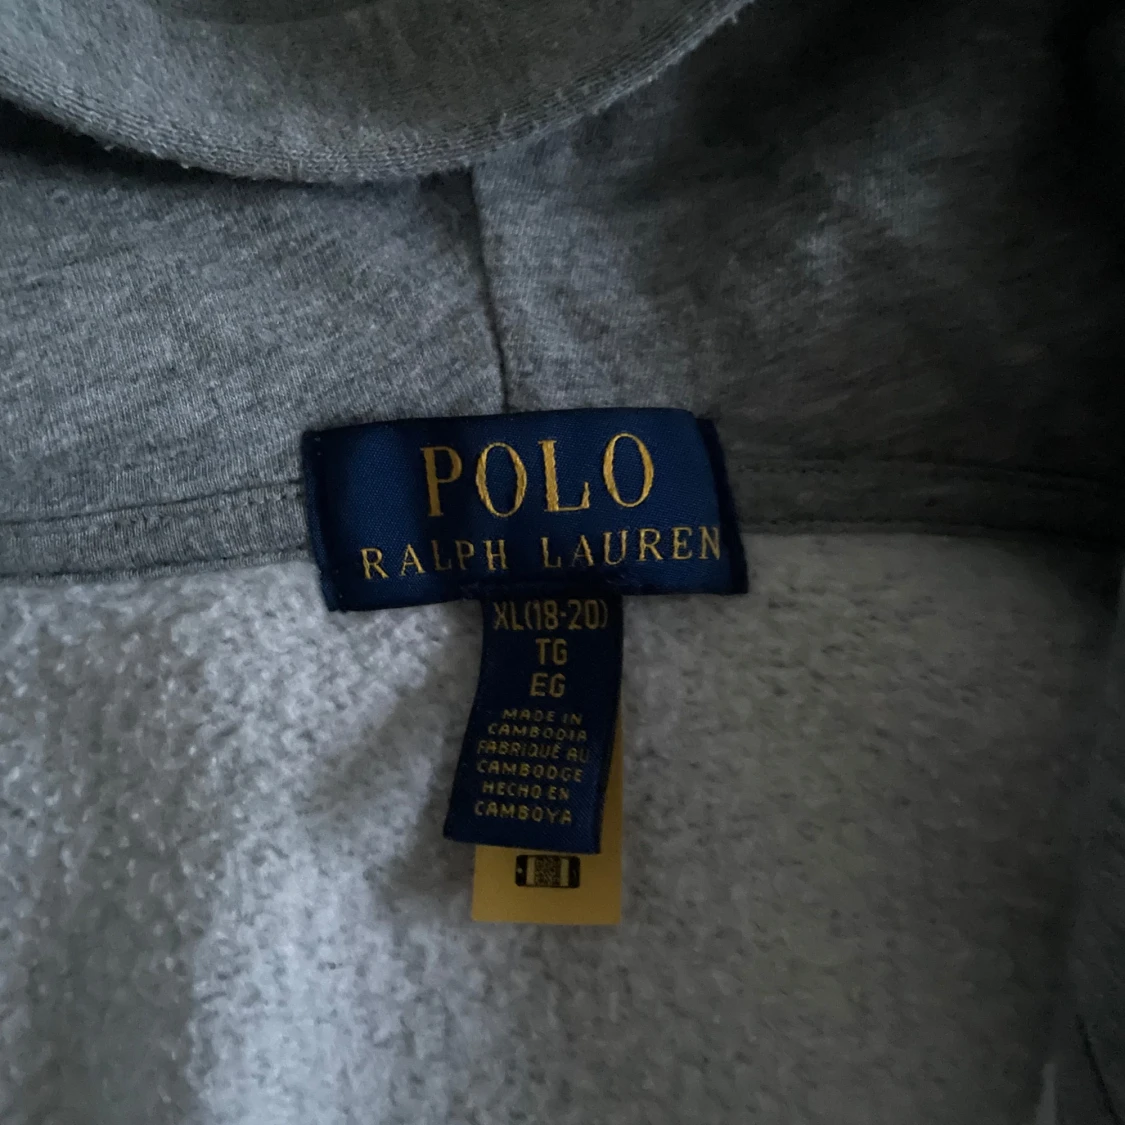 POLO
RALPH LAUREN
XL(18-20)
TG
EG
MADE IN
CAMBODIA
FABRIQUÉ AU
CAMBODGE
HECHO EN
CAMBOYA